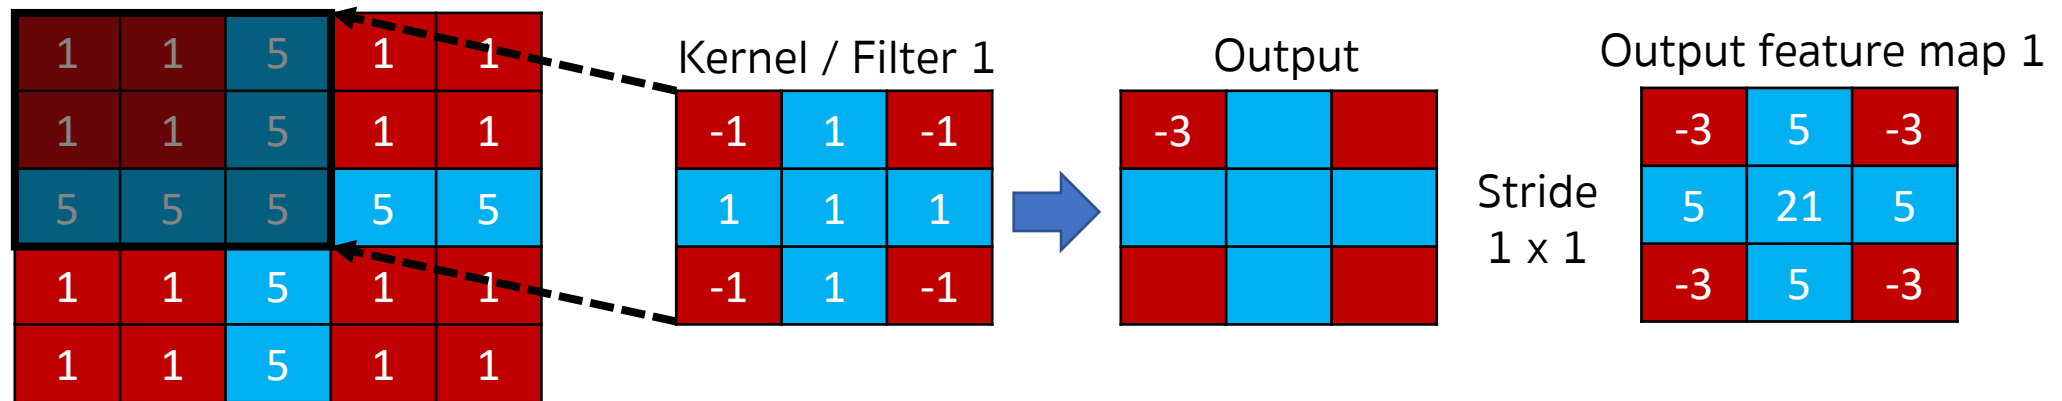 1 1 5 1 1
1 1 5 1 1
5 5 5 5 5
1 1 5 1 1
1 1 5 1 1
Kernel / Filter 1
-1 1 -1
1 1 1
-1 1 -1
Output
-3
Stride
1 x 1
Output feature map 1
-3 5 -3
5 21 5
-3 5 -3